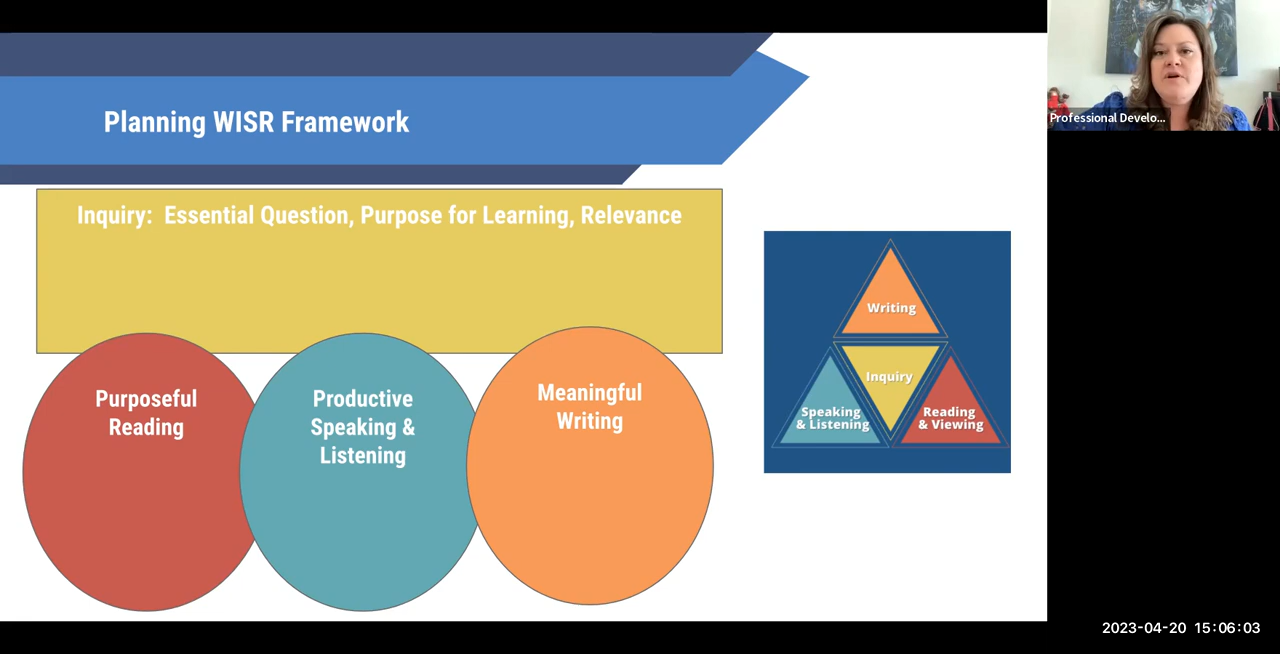 Planning WISR Framework
Inquiry:  Essential Question, Purpose for Learning, Relevance
Purposeful
Reading
Productive
Speaking &
Listening
Meaningful
Writing
Writing
Inquiry
Speaking
& Listening
Reading
& Viewing
Professional Develo...
2023-04-20 15:06:03